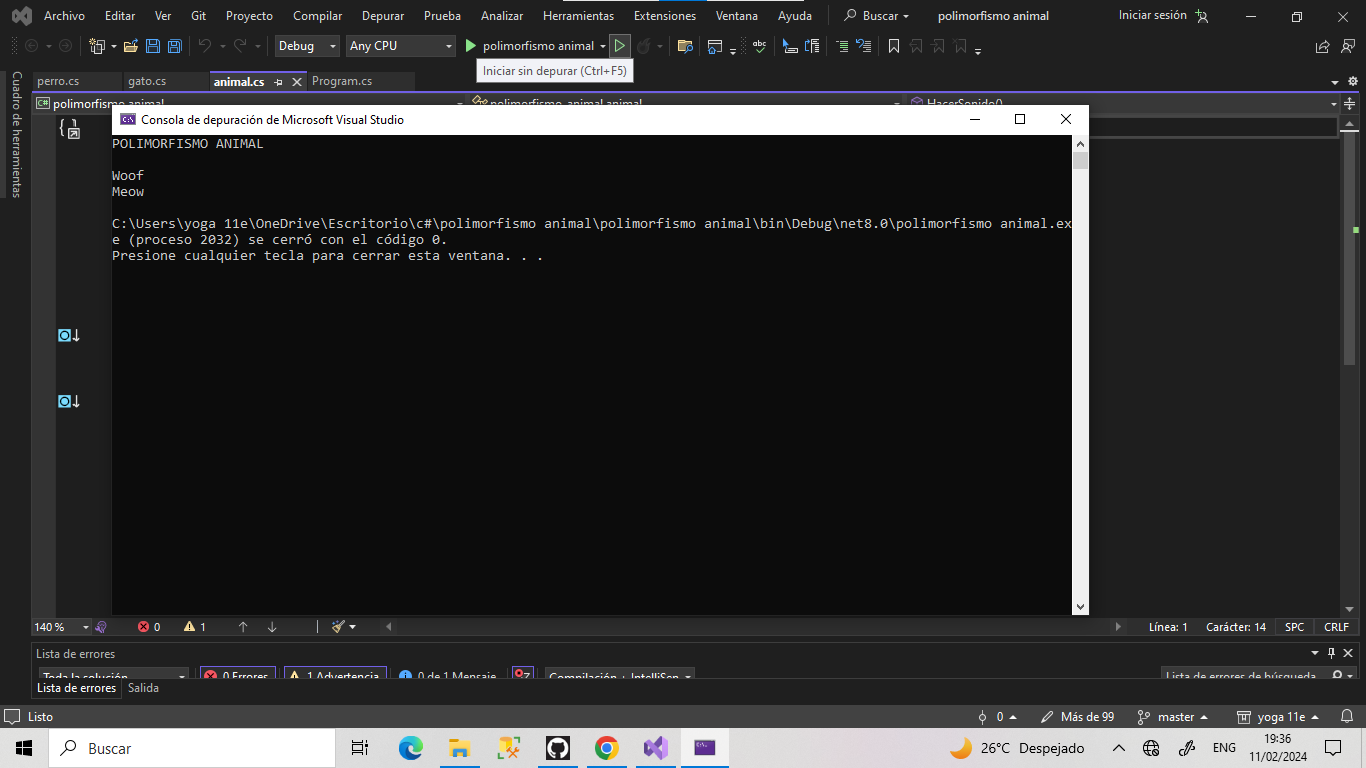 Archivo Editar Ver Git Proyecto Compilar Depurar Prueba Analizar Herramientas Extensiones Ventana Ayuda Buscar polimorfismo animal Iniciar sesión
Debug Any CPU polimorfismo animal
Iniciar sin depurar (Ctrl+F5)
perro.cs gato.cs animal.cs Program.cs
C# polimorfismo animal polimorfismo_animal.animal HacerSonido()
Cuadro de herramientas
Consola de depuración de Microsoft Visual Studio
POLIMORFISMO ANIMAL
Woof
Meow
C:\Users\yoga 11e\OneDrive\Escritorio\c#\polimorfismo animal\polimorfismo animal\bin\Debug\net8.0\polimorfismo animal.ex
e (proceso 2032) se cerró con el código 0.
Presione cualquier tecla para cerrar esta ventana. . .
140 % 0 1 Línea: 1 Carácter: 14 SPC CRLF
Lista de errores
Toda la solución 0 Errores 1 Advertencia 0 de 1 Mensaje Compilación + IntelliSen Lista de errores de búsqueda
Lista de errores Salida
Listo 0 Más de 99 master yoga 11e
Buscar 26°C Despejado ENG 19:36
11/02/2024